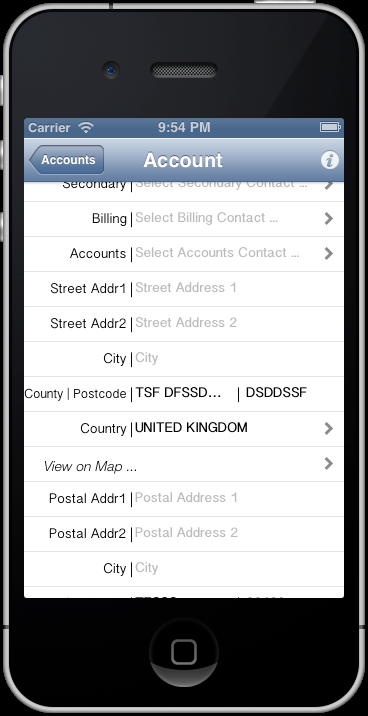 Carrier 9:54 PM
Accounts Account
Secondary Select Secondary Contact ...
Billing Select Billing Contact ...
Accounts Select Accounts Contact ...
Street Addr1 Street Address 1
Street Addr2 Street Address 2
City City
County | Postcode TSF DFSSD... DSDDSSF
Country UNITED KINGDOM
View on Map ...
Postal Addr1 Postal Address 1
Postal Addr2 Postal Address 2
City City